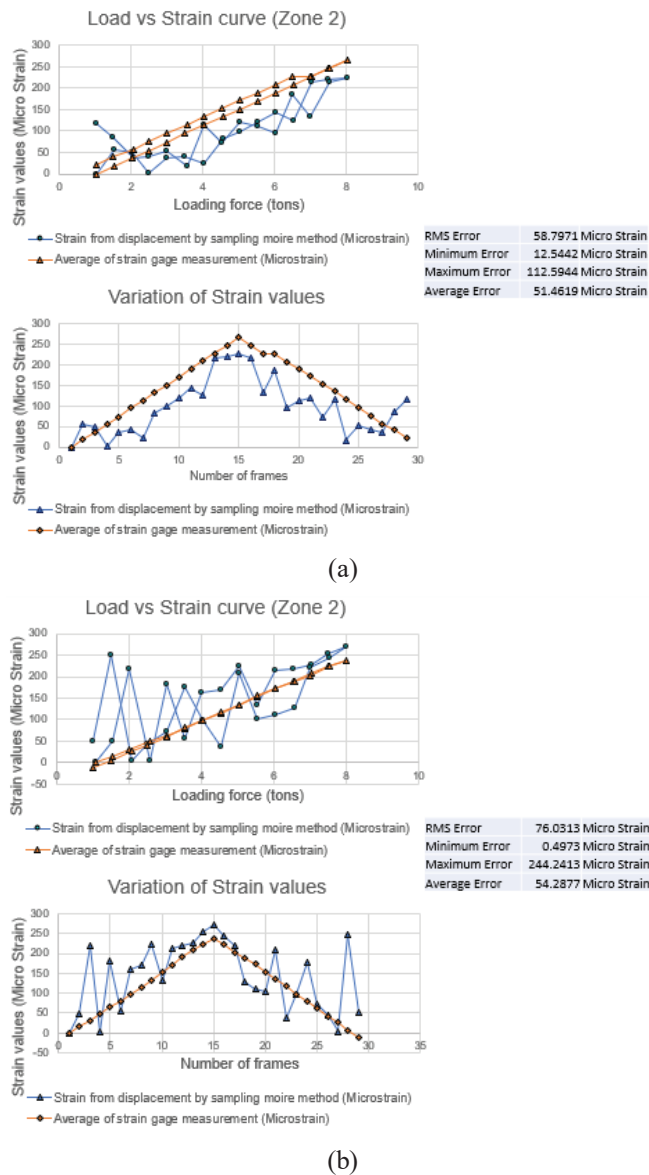 Load vs Strain curve (Zone 2)
Strain values (Micro Strain)
300
250
200
150
100
50
0
0 2 4 6 8 10
Loading force (tons)
Strain from displacement by sampling moire method (Microstrain)
Average of strain gage measurement (Microstrain)
RMS Error 58.7971 Micro Strain
Minimum Error 12.5442 Micro Strain
Maximum Error 112.5944 Micro Strain
Average Error 51.4619 Micro Strain
Variation of Strain values
Strain values (Micro Strain)
300
250
200
150
100
50
0
0 5 10 15 20 25 30
Number of frames
Strain from displacement by sampling moire method (Microstrain)
Average of strain gage measurement (Microstrain)
(a)
Load vs Strain curve (Zone 2)
Strain values (Micro Strain)
300
250
200
150
100
50
0
-50
0 2 4 6 8 10
Loading force (tons)
Strain from displacement by sampling moire method (Microstrain)
Average of strain gage measurement (Microstrain)
RMS Error 76.0313 Micro Strain
Minimum Error 0.4973 Micro Strain
Maximum Error 244.2413 Micro Strain
Average Error 54.2877 Micro Strain
Variation of Strain values
Strain values (Micro Strain)
300
250
200
150
100
50
0
-50
0 5 10 15 20 25 30 35
Number of frames
Strain from displacement by sampling moire method (Microstrain)
Average of strain gage measurement (Microstrain)
(b)